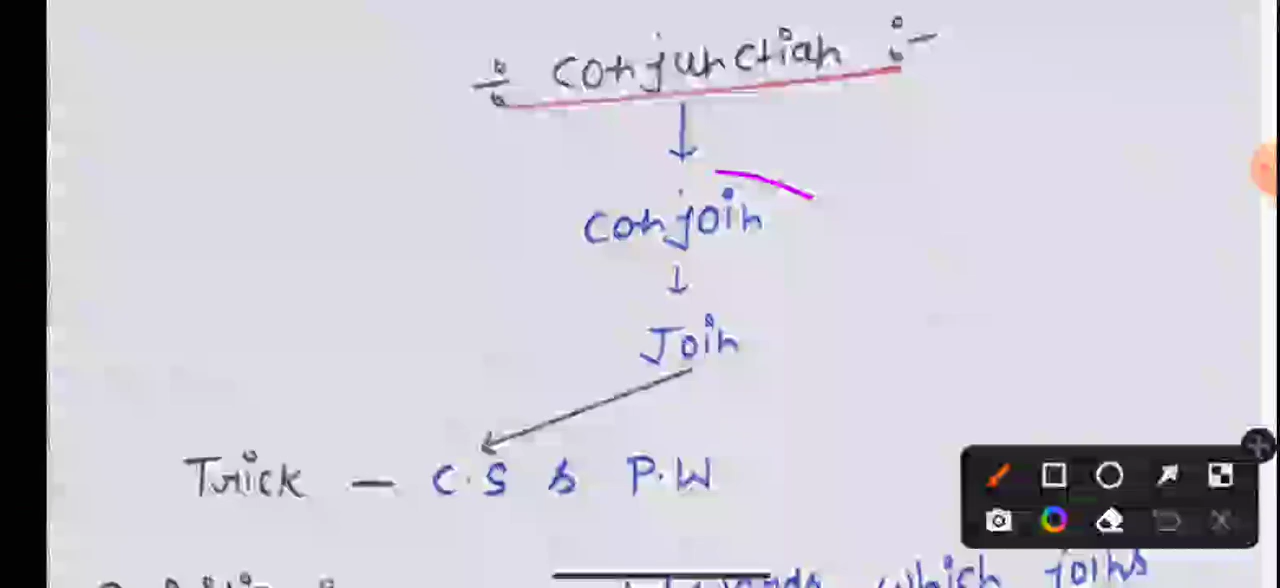 ÷ Conjunction :-
Conjoin
Join
Trick - C.S & P.W
which joins